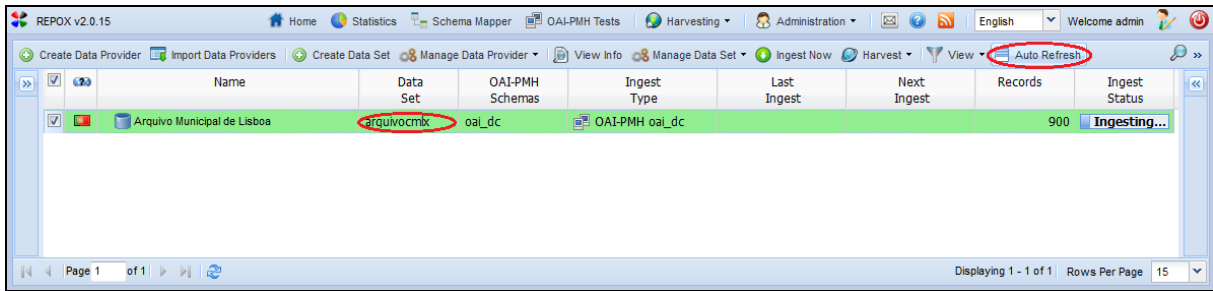 REPOX v2.0.15 Home Statistics Schema Mapper OAI-PMH Tests Harvesting Administration English Welcome admin
Create Data Provider Import Data Providers Create Data Set Manage Data Provider View Info Manage Data Set Ingest Now Harvest View Auto Refresh
Name Data Set OAI-PMH Schemas Ingest Type Last Ingest Next Ingest Records Ingest Status
Arquivo Municipal de Lisboa arquivocmlx oai_dc OAI-PMH oai_dc 900 Ingesting...
Page 1 of 1 Displaying 1 - 1 of 1 Rows Per Page 15